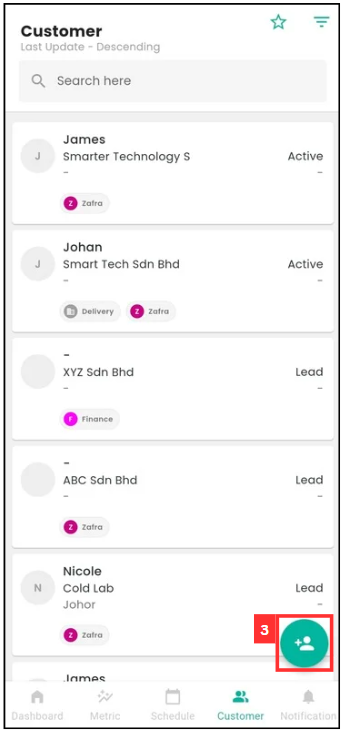 Customer
Last Update - Descending
Search here
James
J
Smarter Technology S
Active
-
-
Z Zafra
Johan
J
Smart Tech Sdn Bhd
Active
-
-
Delivery
Z Zafra
-
XYZ Sdn Bhd
Lead
-
-
F Finance
-
ABC Sdn Bhd
Lead
-
-
Z Zafra
Nicole
N
Cold Lab
Lead
Johor
-
Z Zafra
3
James
Dashboard
Metric
Schedule
Customer
Notification